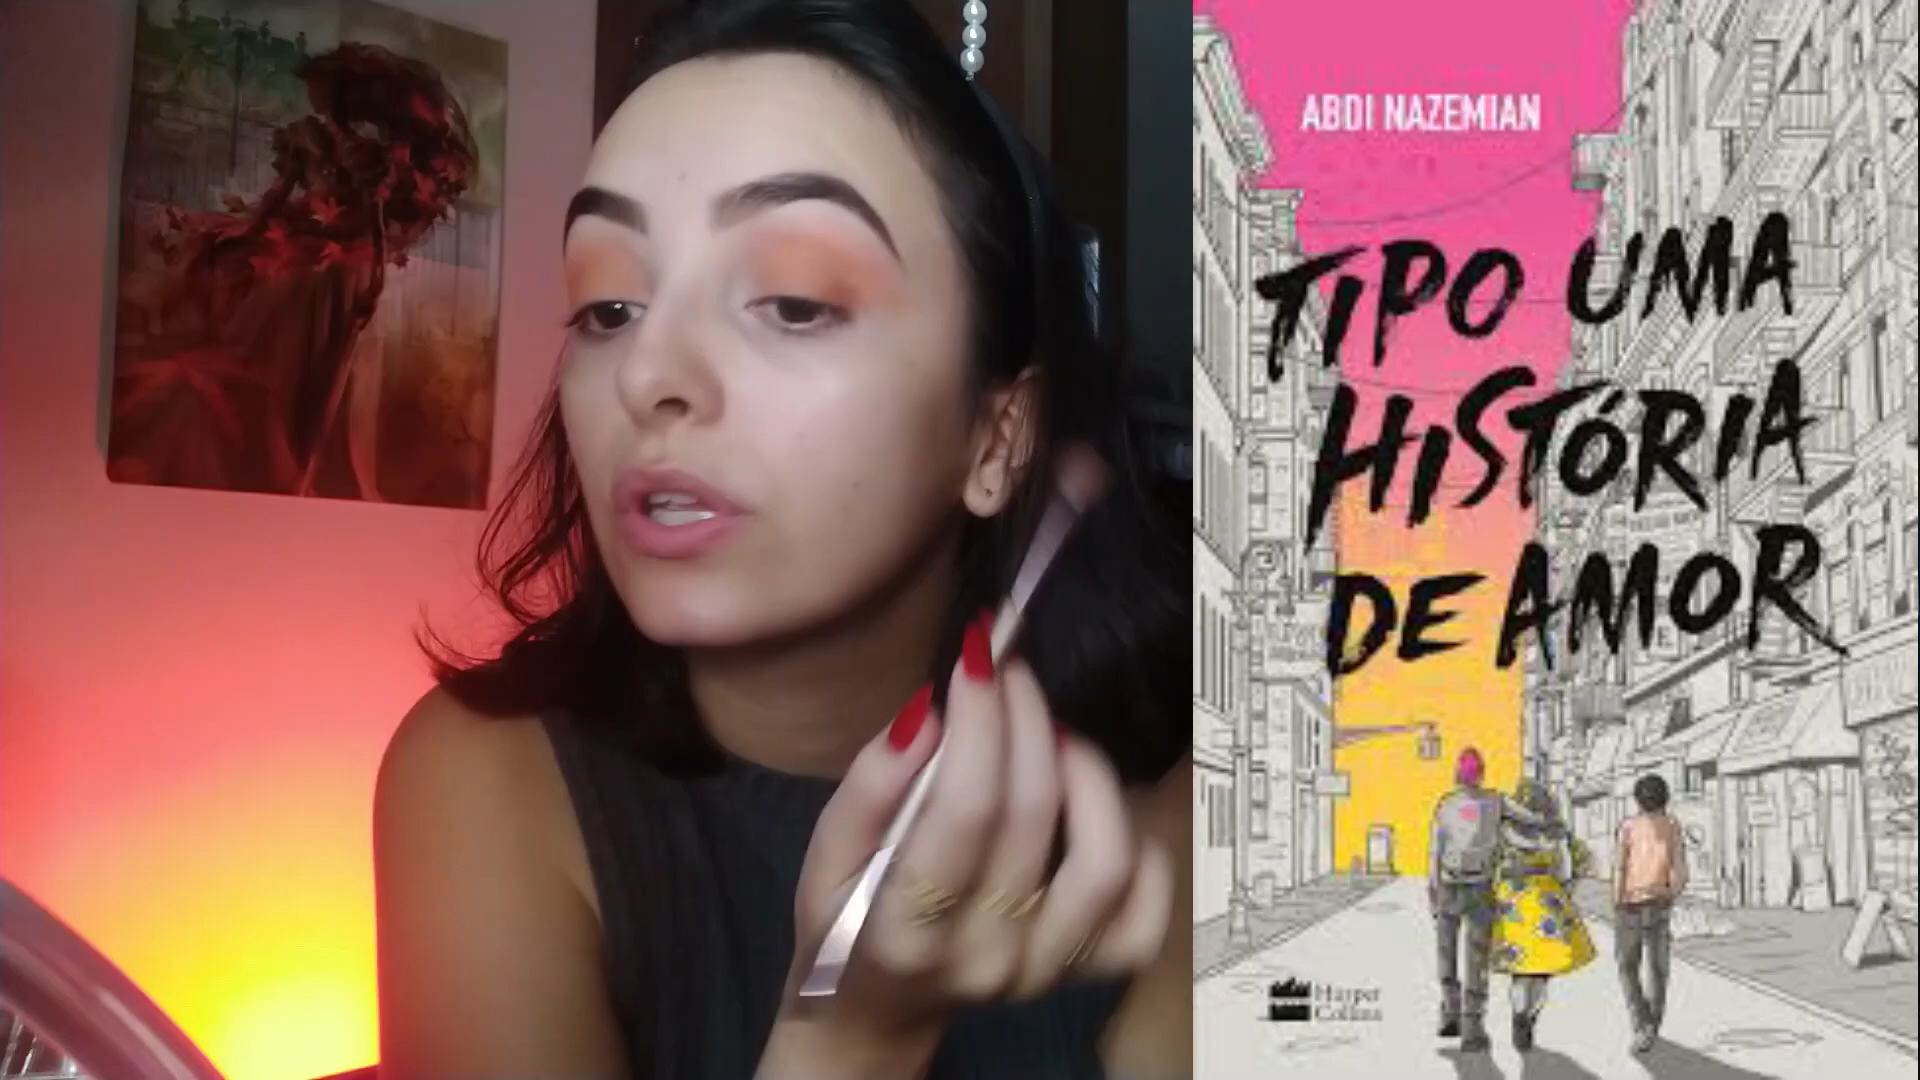 ABDI NAZEMIAN
TIPO UMA
HISTÓRIA
DE AMOR
Harper
Collins